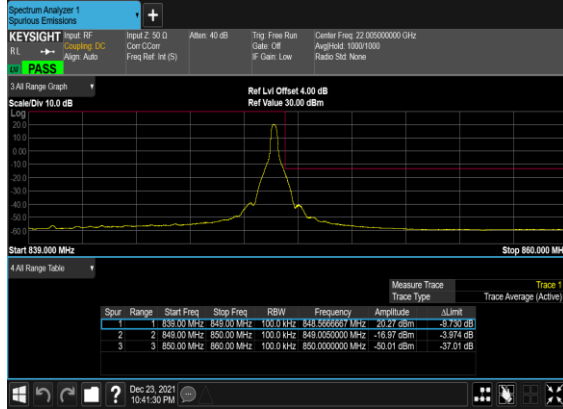 Spectrum Analyzer 1
Spurious Emissions
+
KEYSIGHT Input: RF Input Z: 50 Ω Atten: 40 dB Trig: Free Run Center Freq: 22.005000000 GHz
RL Coupling: DC Corr CCorr Gate: Off Avg|Hold: 1000/1000
Align: Auto Freq Ref: Int (S) IF Gain: Low Radio Std: None
PASS
3 All Range Graph
Ref Lvl Offset 4.00 dB
Scale/Div 10.0 dB Ref Value 30.00 dBm
Log
20.0
10.0
0.00
-10.0
-20.0
-30.0
-40.0
-50.0
-60.0
Start 839.000 MHz Stop 860.000 MH
4 All Range Table
Measure Trace Trace 1
Trace Type Trace Average (Active)
Spur Range Start Freq Stop Freq RBW Frequency Amplitude ΔLimit
1 1 839.00 MHz 849.00 MHz 100.0 kHz 848.5666667 MHz 20.27 dBm -9.730 dB
2 2 849.00 MHz 850.00 MHz 100.0 kHz 849.0050000 MHz -16.97 dBm -3.974 dB
3 3 850.00 MHz 860.00 MHz 100.0 kHz 850.0000000 MHz -50.01 dBm -37.01 dB
? Dec 23, 2021
10:41:30 PM